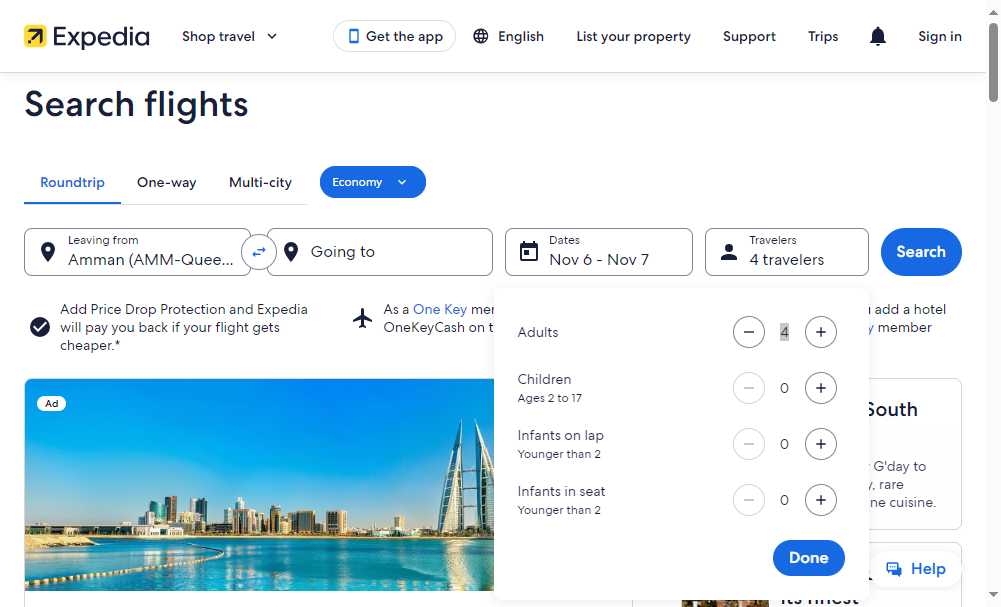 Expedia
Shop travel
Get the app
English
List your property
Support
Trips
Sign in
Search flights
Roundtrip
One-way
Multi-city
Economy
Leaving from
Amman (AMM-Quee...
Going to
Dates
Nov 6 - Nov 7
Travelers
4 travelers
Search
Add Price Drop Protection and Expedia
will pay you back if your flight gets
cheaper.*
As a One Key
OneKeyCash on
add a hotel
member
Adults
4
Children
Ages 2 to 17
0
Infants on lap
Younger than 2
0
Infants in seat
Younger than 2
0
Done
Ad
South
G'day to
rare
cuisine.
Help